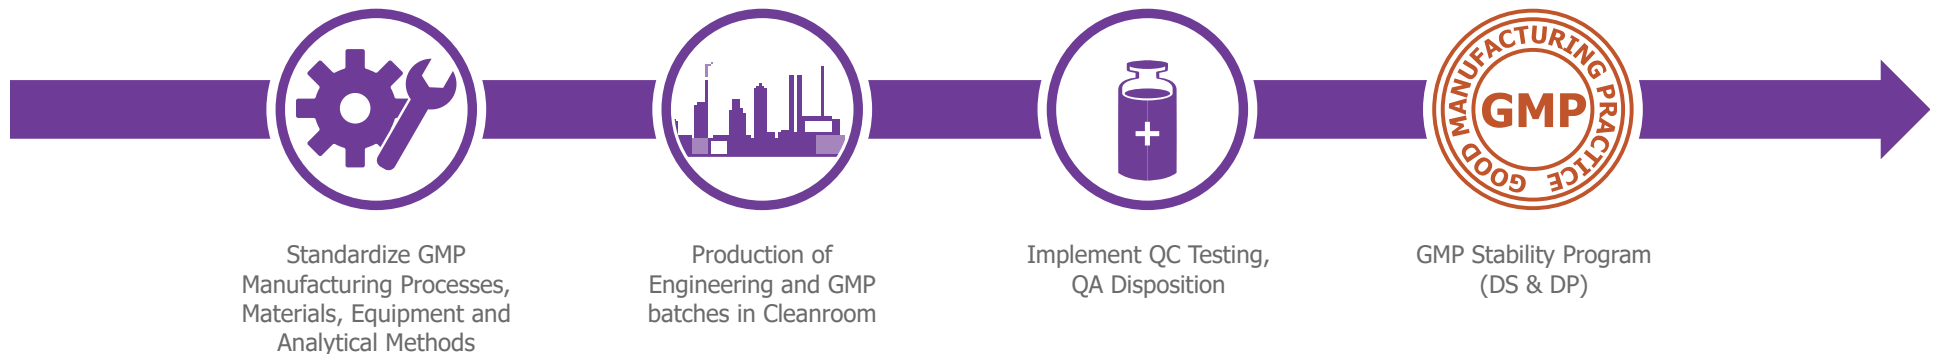 GOOD MANUFACTURING PRACTICE
GMP
Standardize GMP
Manufacturing Processes,
Materials, Equipment and
Analytical Methods
Production of
Engineering and GMP
batches in Cleanroom
Implement QC Testing,
QA Disposition
GMP Stability Program
(DS & DP)